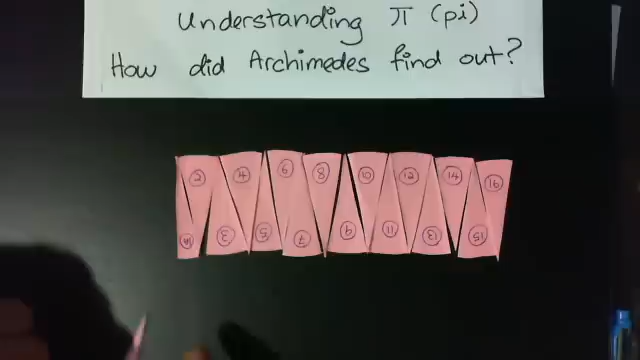 Understanding π (pi)
How did Archimedes find out?
2 4 6 8 10 12 14 16
1A 3 5 7 9 11 13 15